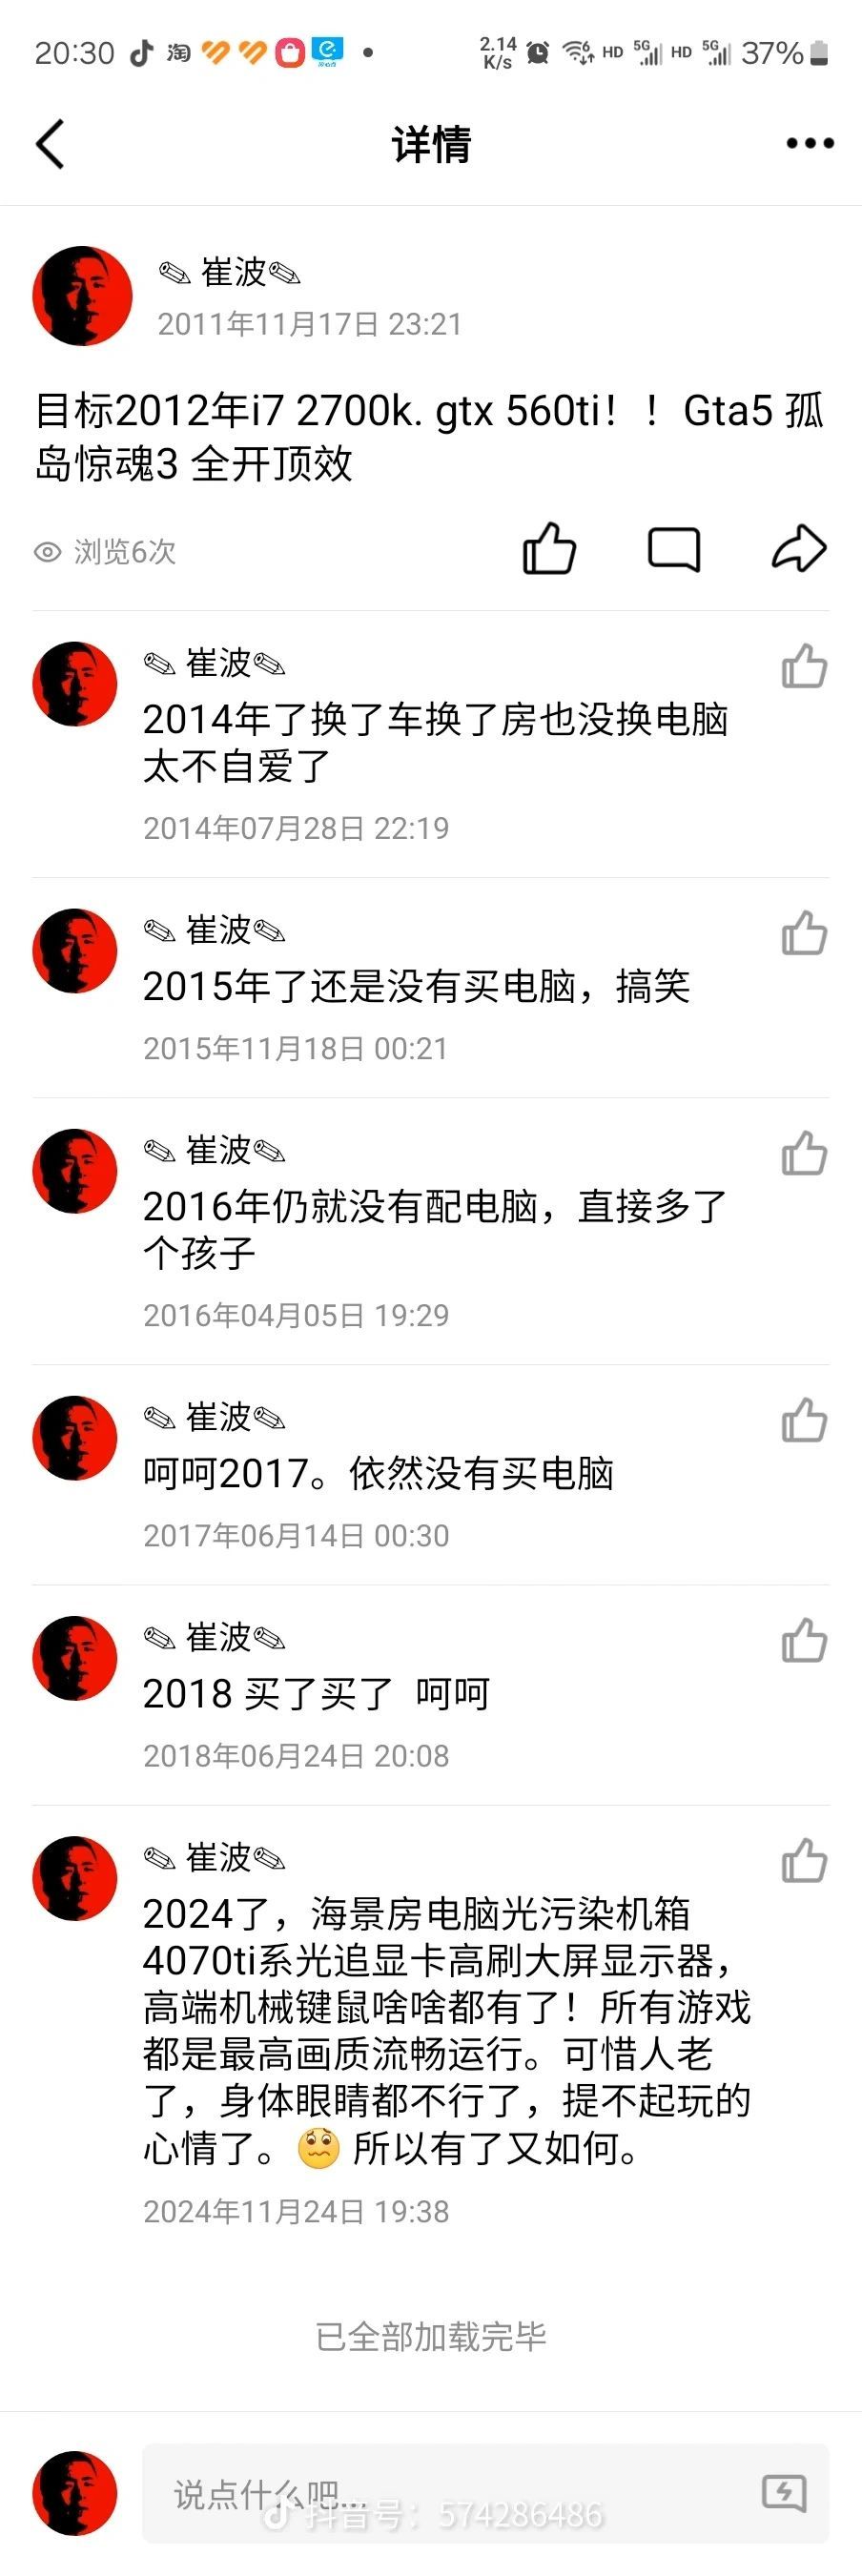 20:30
淘
2.14
K/s
6
HD
5G
HD
5G
37%
详情
✎ 崔波✎
2011年11月17日 23:21
目标2012年i7 2700k. gtx 560ti！！Gta5 孤
岛惊魂3 全开顶效
浏览6次
✎ 崔波✎
2014年了换了车换了房也没换电脑
太不自爱了
2014年07月28日 22:19
✎ 崔波✎
2015年了还是没有买电脑，搞笑
2015年11月18日 00:21
✎ 崔波✎
2016年仍就没有配电脑，直接多了
个孩子
2016年04月05日 19:29
✎ 崔波✎
呵呵2017。依然没有买电脑
2017年06月14日 00:30
✎ 崔波✎
2018 买了买了 呵呵
2018年06月24日 20:08
✎ 崔波✎
2024了，海景房电脑光污染机箱
4070ti系光追显卡高刷大屏显示器，
高端机械键鼠啥啥都有了！所有游戏
都是最高画质流畅运行。可惜人老
了，身体眼睛都不行了，提不起玩的
心情了。😟 所以有了又如何。
2024年11月24日 19:38
已全部加载完毕
说点什么吧...
抖音号：574286486